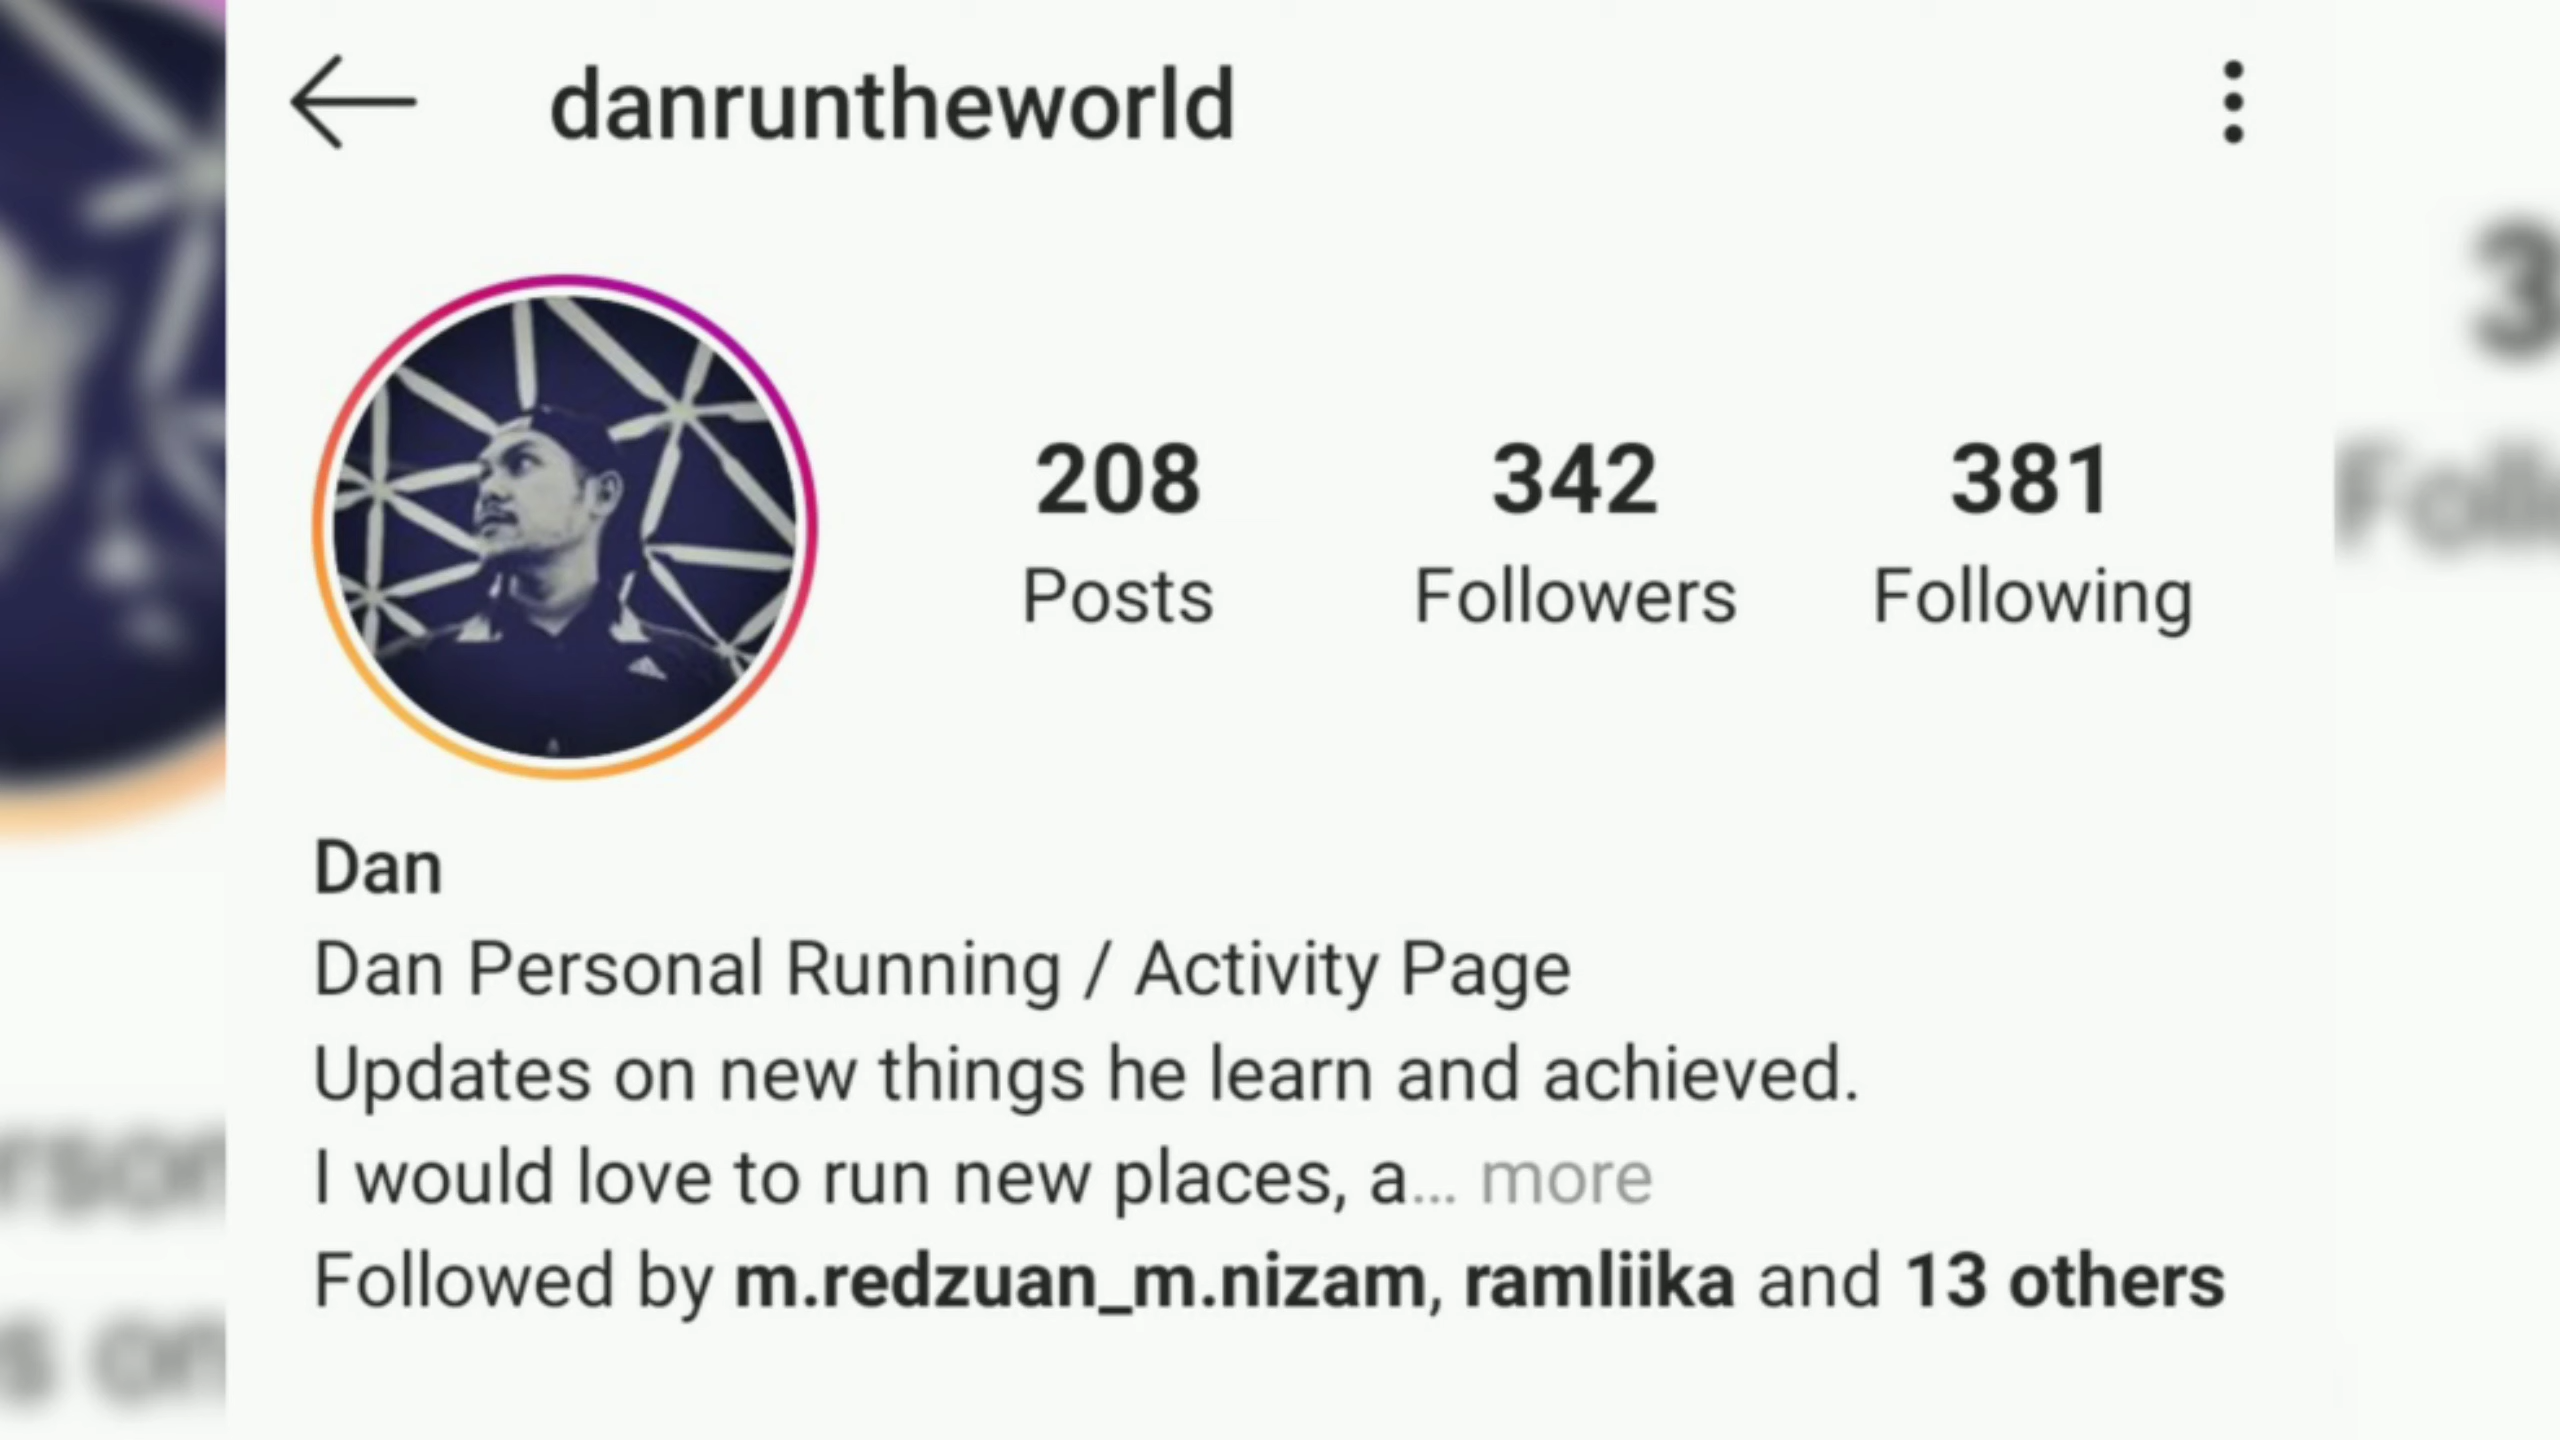 danruntheworld
208 342 381
Posts Followers Following
Dan
Dan Personal Running / Activity Page
Updates on new things he learn and achieved.
I would love to run new places, a... more
Followed by m.redzuan_m.nizam, ramliika and 13 others